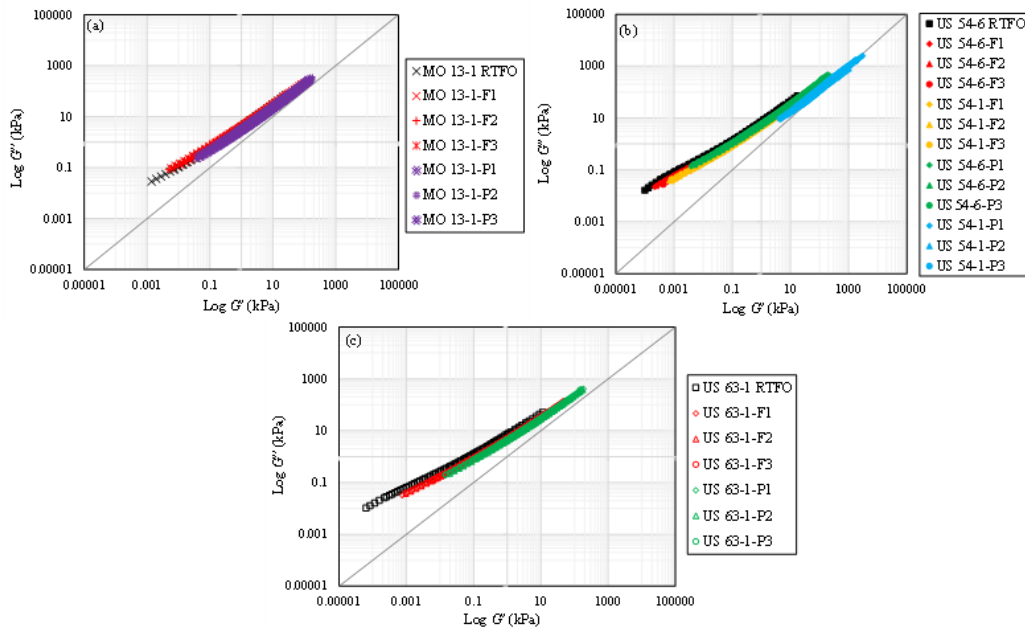 (a)
100000
1000
10
0.1
0.001
0.00001
Log G″ (kPa)
0.00001 0.001 0.1 10 1000 100000
Log G′ (kPa)
MO 13-1 RTFO
MO 13-1-F1
MO 13-1-F2
MO 13-1-F3
MO 13-1-P1
MO 13-1-P2
MO 13-1-P3
(b)
100000
1000
10
0.1
0.001
0.00001
Log G″ (kPa)
0.00001 0.001 0.1 10 1000 100000
Log G′ (kPa)
US 54-6 RTFO
US 54-6-F1
US 54-6-F2
US 54-6-F3
US 54-1-F1
US 54-1-F2
US 54-1-F3
US 54-6-P1
US 54-6-P2
US 54-6-P3
US 54-1-P1
US 54-1-P2
US 54-1-P3
(c)
100000
1000
10
0.1
0.001
0.00001
Log G″ (kPa)
0.00001 0.001 0.1 10 1000 100000
Log G′ (kPa)
US 63-1 RTFO
US 63-1-F1
US 63-1-F2
US 63-1-F3
US 63-1-P1
US 63-1-P2
US 63-1-P3